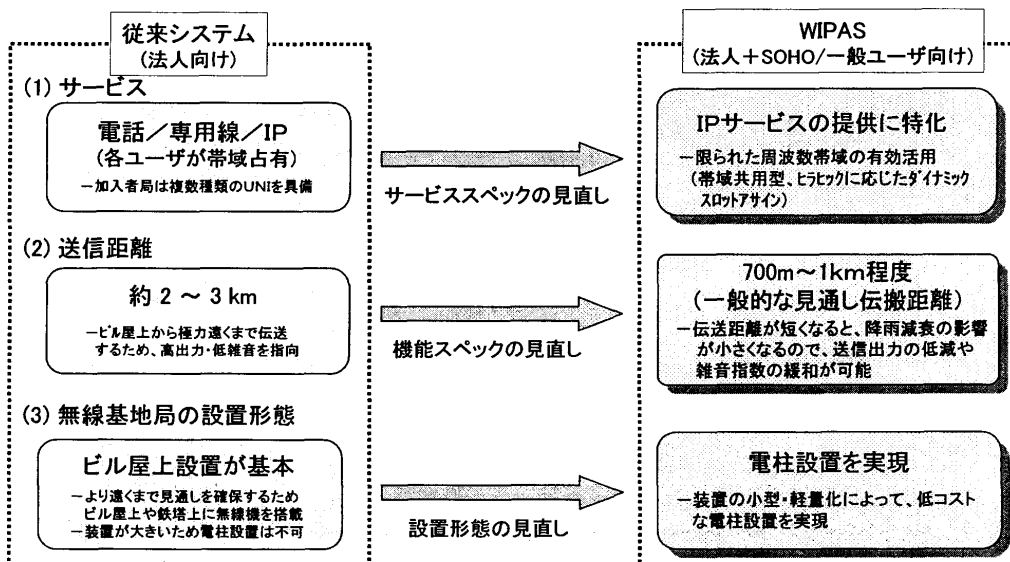 従来システム
(法人向け)
(1) サービス
電話／専用線／IP
(各ユーザが帯域占有)
－加入者局は複数種類のUNIを具備
サービススペックの見直し
WIPAS
(法人＋SOHO/一般ユーザ向け)
IPサービスの提供に特化
－限られた周波数帯域の有効活用
(帯域共用型、ﾋﾗﾋｯｸに応じたﾀﾞｲﾅﾐｯｸ
ｽﾛｯﾄｱｻｲﾝ)
(2) 送信距離
約 2 ～ 3 km
－ﾋﾞﾙ屋上から極力遠くまで伝送
するため、高出力・低雑音を指向
機能スペックの見直し
700m～1km程度
(一般的な見通し伝搬距離)
－伝送距離が短くなると、降雨減衰の影響
が小さくなるので、送信出力の低減や
雑音指数の緩和が可能
(3) 無線基地局の設置形態
ビル屋上設置が基本
－より遠くまで見通しを確保するため
ビル屋上や鉄塔上に無線機を搭載
－装置が大きいため電柱設置は不可
設置形態の見直し
電柱設置を実現
－装置の小型・軽量化によって、低コスト
な電柱設置を実現